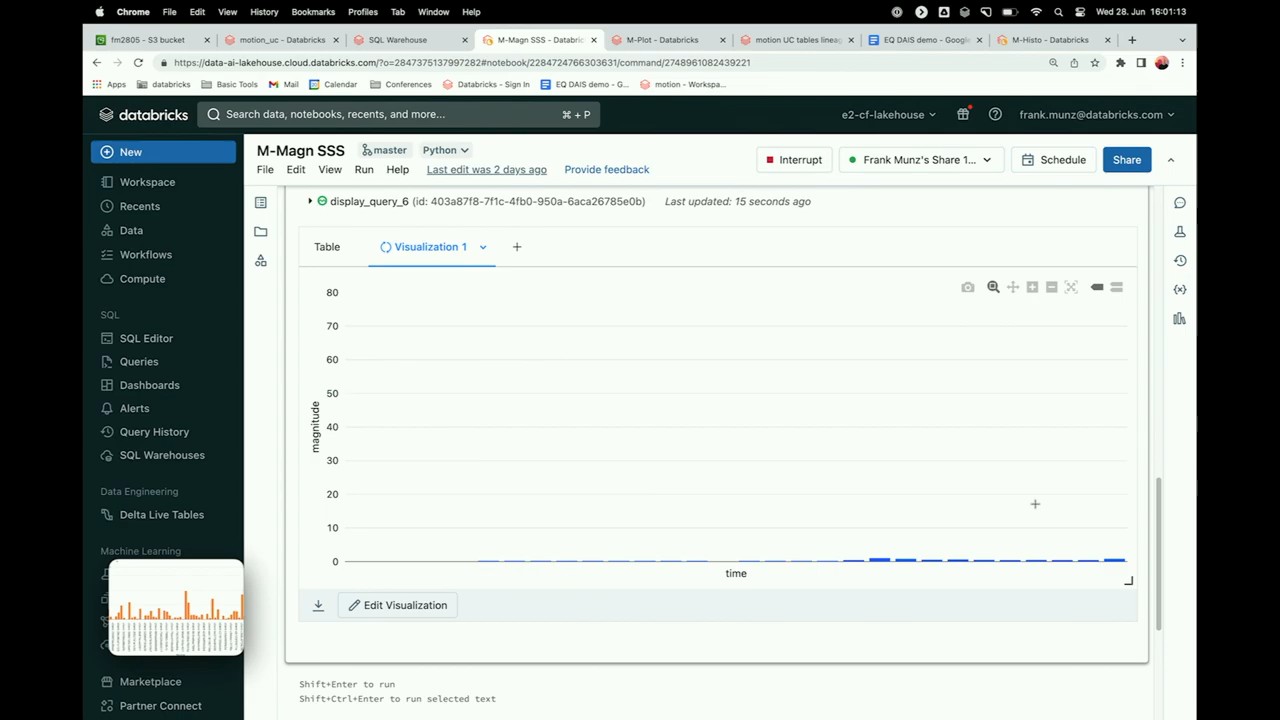 Chrome File Edit View History Bookmarks Profiles Tab Window Help Wed 28. Jun 16:01:13
fm2805 - S3 bucket motion_uc – Databricks SQL Warehouse M-Magn SSS - Databric M-Plot – Databricks motion UC tables lineag EQ DAIS demo - Google M-Histo – Databricks
https://data-ai-lakehouse.cloud.databricks.com/?o=2847375137997282#notebook/2284724766303631/command/2748961082439221
Apps databricks Basic Tools Mail Calendar Conferences Databricks - Sign In EQ DAIS demo - G... motion - Workspa...
databricks Search data, notebooks, recents, and more... ⌘ + P e2-cf-lakehouse frank.munz@databricks.com
New
Workspace
Recents
Data
Workflows
Compute
SQL
SQL Editor
Queries
Dashboards
Alerts
Query History
SQL Warehouses
Data Engineering
Delta Live Tables
Machine Learning
Marketplace
Partner Connect
M-Magn SSS master Python
File Edit View Run Help Last edit was 2 days ago Provide feedback
Interrupt Frank Munz's Share 1... Schedule Share
display_query_6 (id: 403a87f8-7f1c-4fb0-950a-6aca26785e0b) Last updated: 15 seconds ago
Table Visualization 1
80
70
60
50
40
30
20
10
0
magnitude
time
Edit Visualization
Shift+Enter to run
Shift+Ctrl+Enter to run selected text